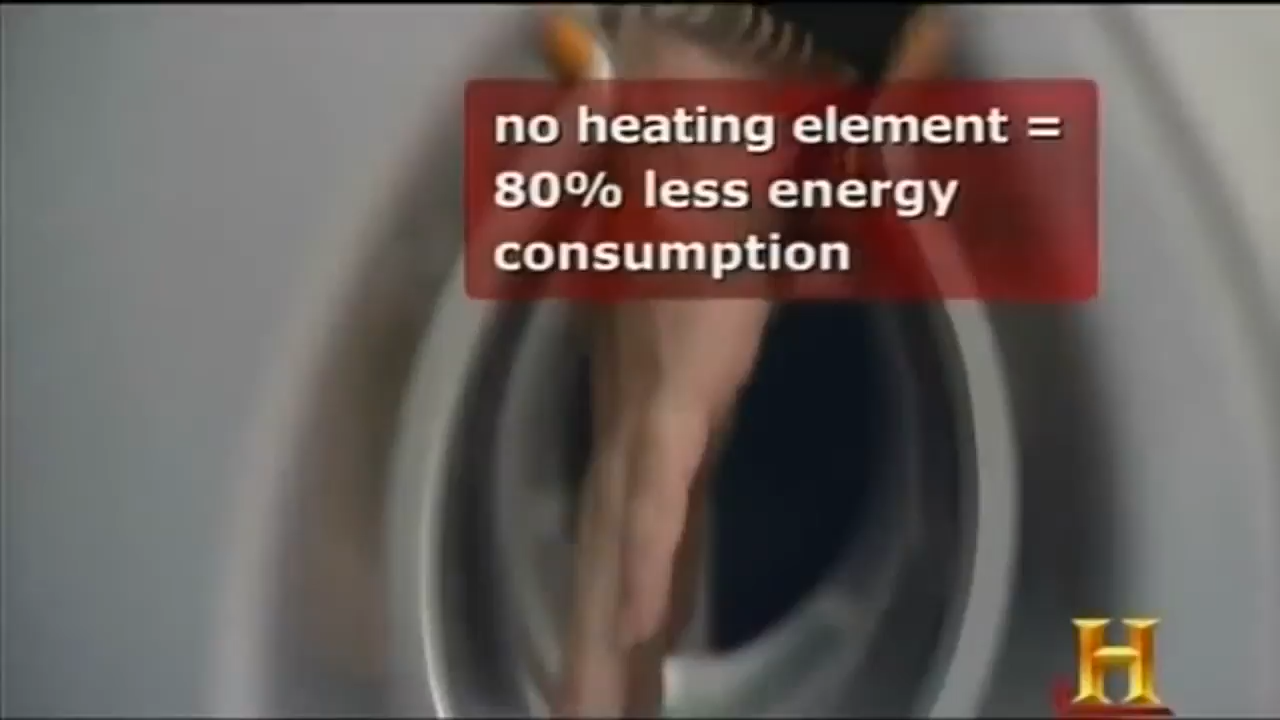 no heating element =
80% less energy
consumption
H